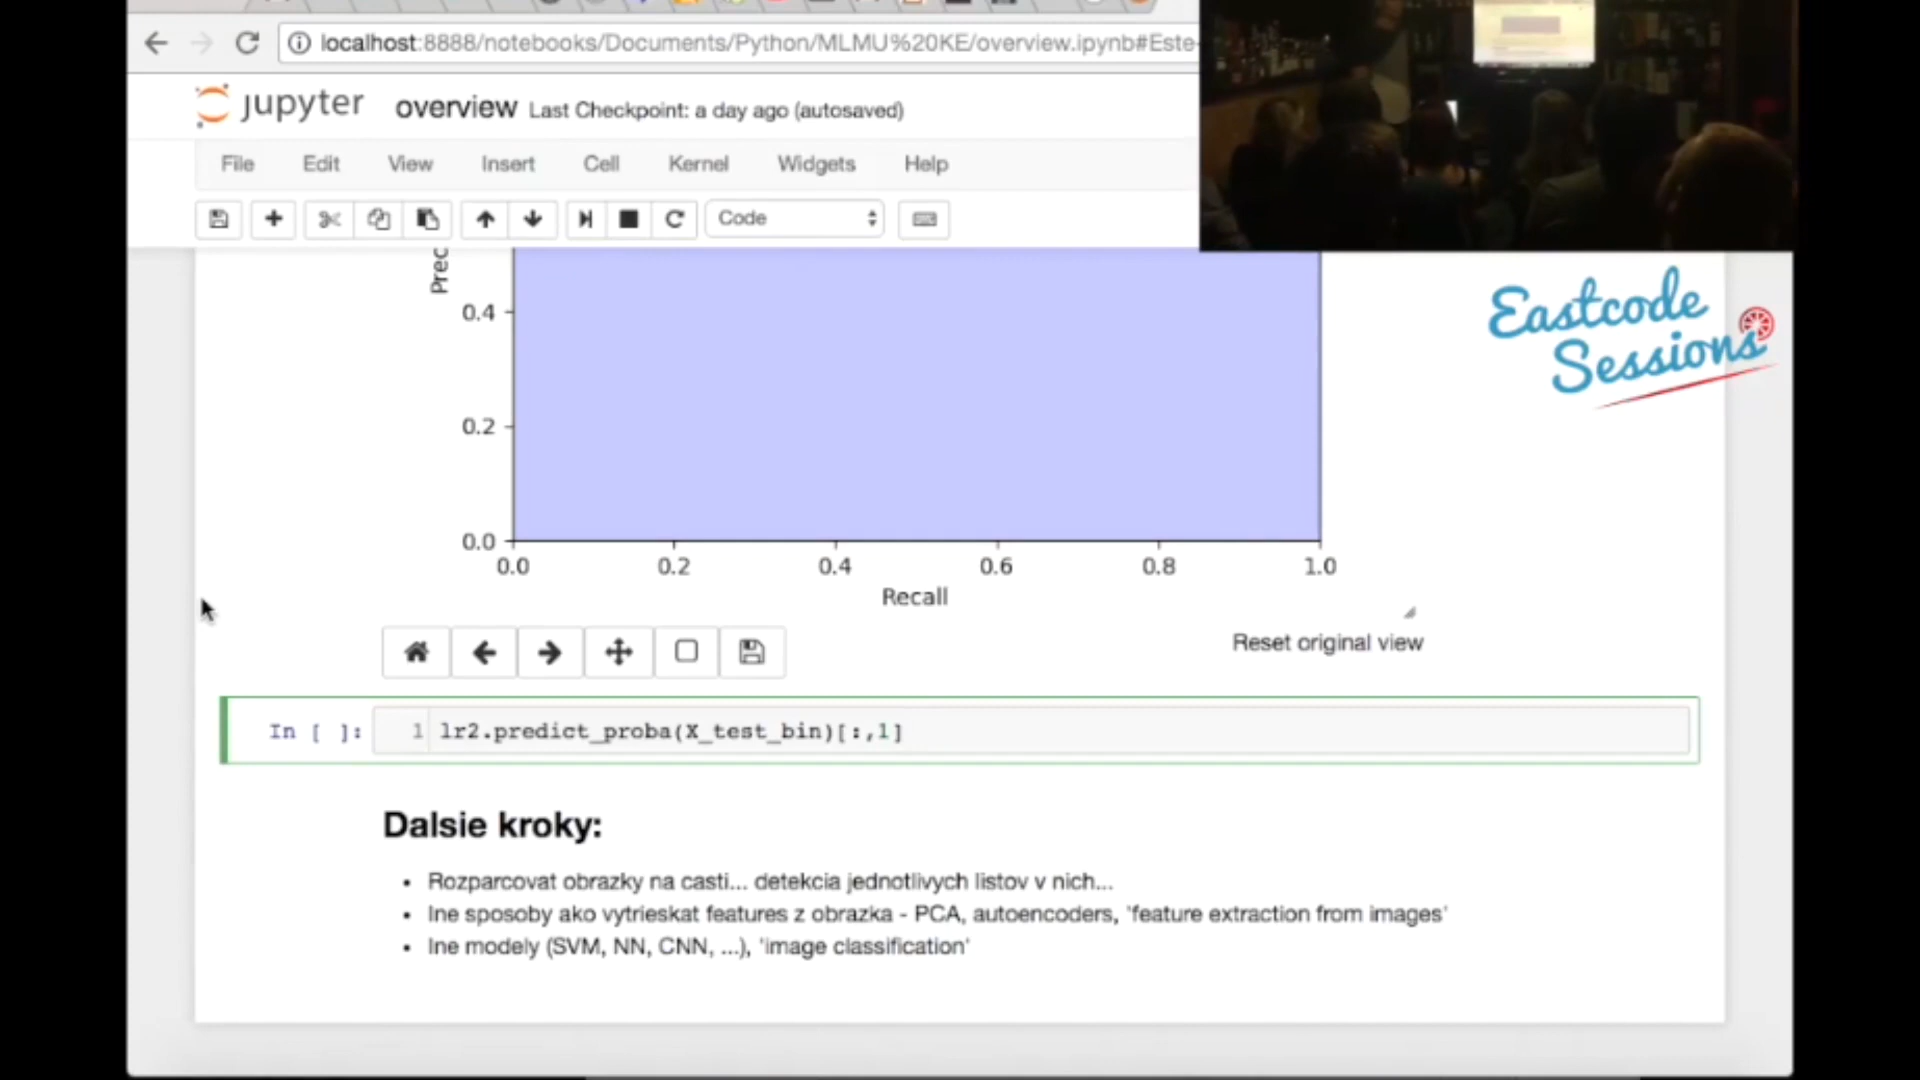 localhost:8888/notebooks/Documents/Python/MLMU%20KE/overview.ipynb#Este-
jupyter overview Last Checkpoint: a day ago (autosaved)
File Edit View Insert Cell Kernel Widgets Help
Code
Eastcode
Sessions
Prec
0.4
0.2
0.0
0.0 0.2 0.4 0.6 0.8 1.0
Recall
Reset original view
In [ ]: 1 lr2.predict_proba(X_test_bin)[:,1]
Dalsie kroky:
• Rozparcovat obrazky na casti... detekcia jednotlivych listov v nich...
• Ine sposoby ako vytrieskat features z obrazka - PCA, autoencoders, 'feature extraction from images'
• Ine modely (SVM, NN, CNN, ...), 'image classification'